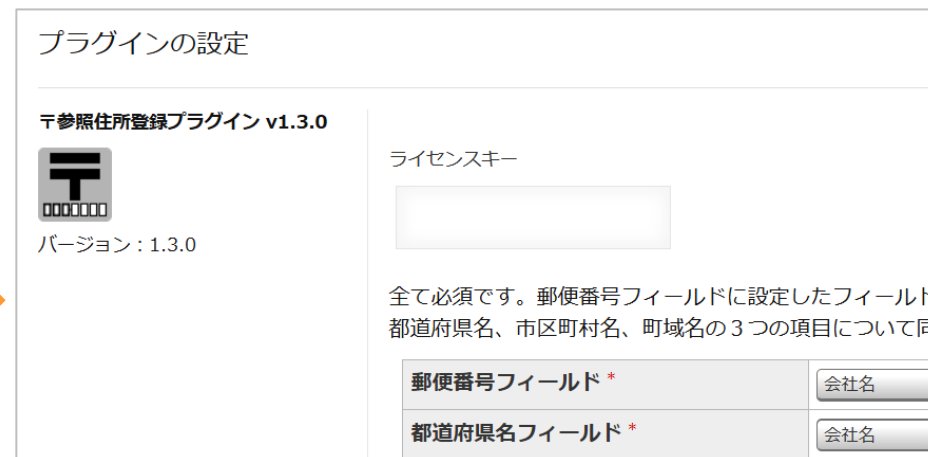 プラグインの設定
〒参照住所登録プラグイン v1.3.0
バージョン : 1.3.0
ライセンスキー
全て必須です。郵便番号フィールドに設定したフィール
都道府県名、市区町村名、町域名の３つの項目について
郵便番号フィールド *
会社名
都道府県名フィールド *
会社名